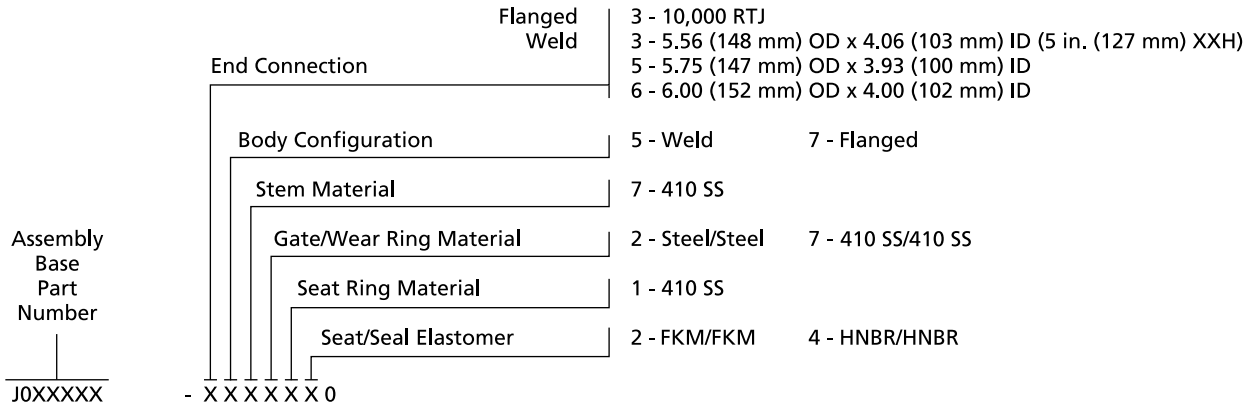 Flanged 3 - 10,000 RTJ
Weld 3 - 5.56 (148 mm) OD x 4.06 (103 mm) ID (5 in. (127 mm) XXH)
End Connection 5 - 5.75 (147 mm) OD x 3.93 (100 mm) ID
6 - 6.00 (152 mm) OD x 4.00 (102 mm) ID
Body Configuration 5 - Weld 7 - Flanged
Stem Material 7 - 410 SS
Gate/Wear Ring Material 2 - Steel/Steel 7 - 410 SS/410 SS
Seat Ring Material 1 - 410 SS
Seat/Seal Elastomer 2 - FKM/FKM 4 - HNBR/HNBR
Assembly
Base
Part
Number
J0XXXXX - X X X X X X 0